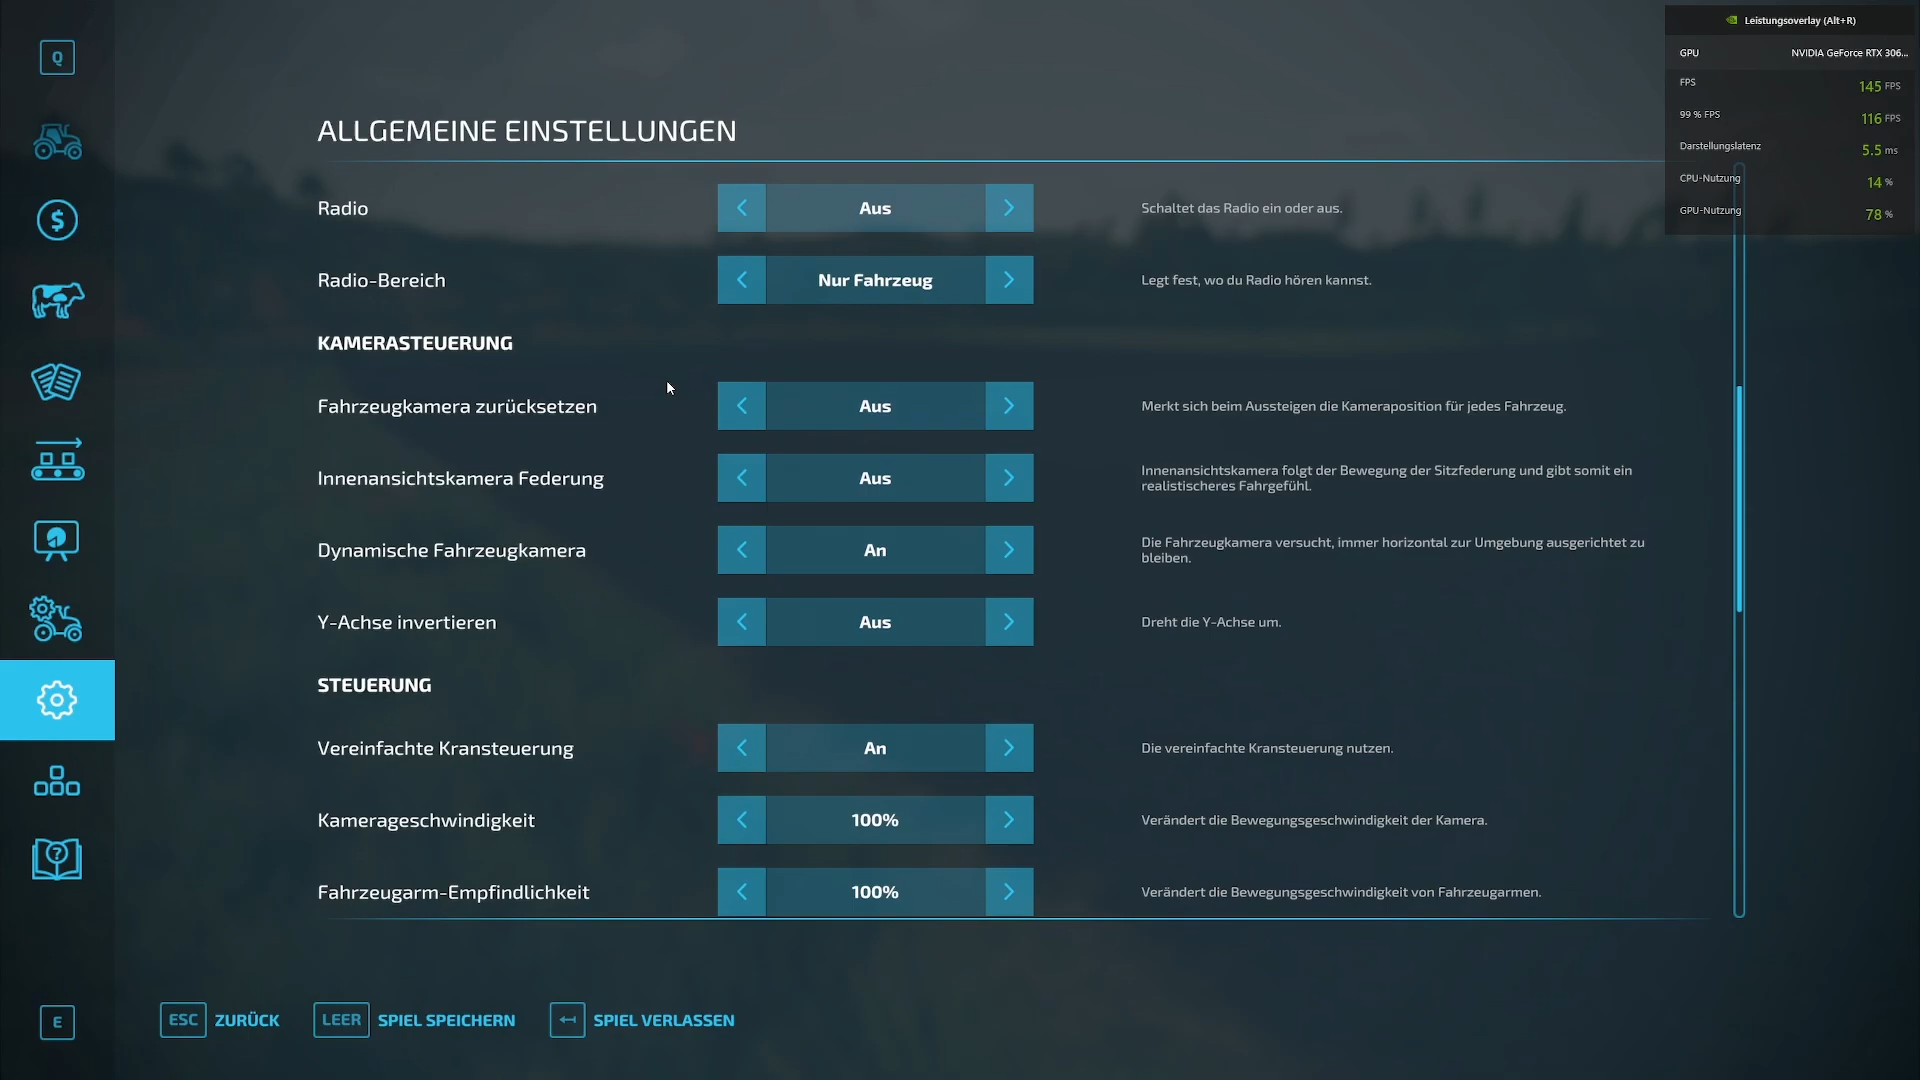 Leistungsoverlay (Alt+R)
GPU NVIDIA GeForce RTX 306...
FPS 145 FPS
99 % FPS 116 FPS
Darstellungslatenz 5.5 ms
CPU-Nutzung 14 %
GPU-Nutzung 78 %
Q
ALLGEMEINE EINSTELLUNGEN
Radio Aus Schaltet das Radio ein oder aus.
Radio-Bereich Nur Fahrzeug Legt fest, wo du Radio hören kannst.
KAMERASTEUERUNG
Fahrzeugkamera zurücksetzen Aus Merkt sich beim Aussteigen die Kameraposition für jedes Fahrzeug.
Innenansichtskamera Federung Aus Innenansichtskamera folgt der Bewegung der Sitzfederung und gibt somit ein
realistischeres Fahrgefühl.
Dynamische Fahrzeugkamera An Die Fahrzeugkamera versucht, immer horizontal zur Umgebung ausgerichtet zu
bleiben.
Y-Achse invertieren Aus Dreht die Y-Achse um.
STEUERUNG
Vereinfachte Kransteuerung An Die vereinfachte Kransteuerung nutzen.
Kamerageschwindigkeit 100% Verändert die Bewegungsgeschwindigkeit der Kamera.
Fahrzeugarm-Empfindlichkeit 100% Verändert die Bewegungsgeschwindigkeit von Fahrzeugarmen.
E
ESC ZURÜCK LEER SPIEL SPEICHERN SPIEL VERLASSEN